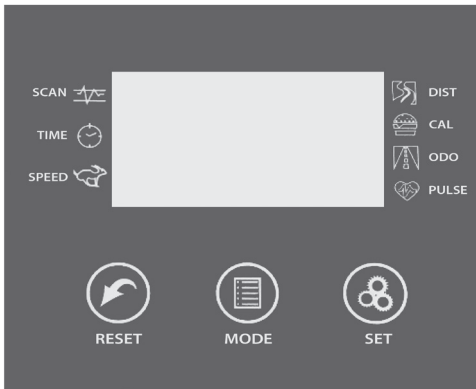 SCAN
TIME
SPEED
DIST
CAL
ODO
PULSE
RESET
MODE
SET